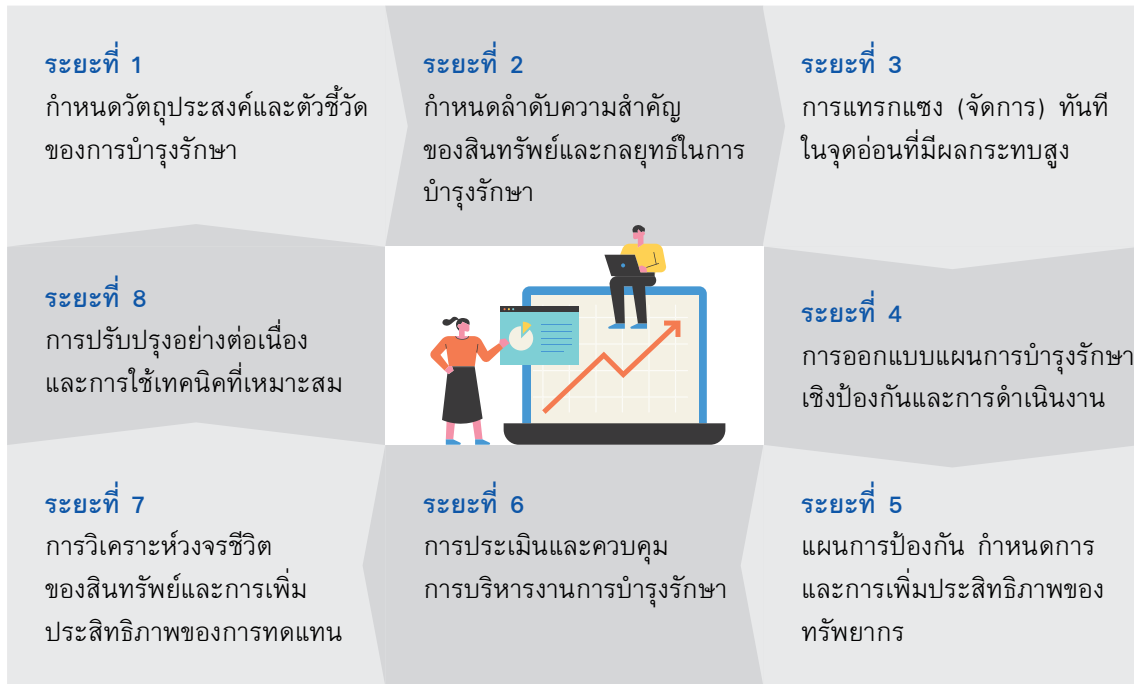 ระยะที่ 1
กำหนดวัตถุประสงค์และตัวชี้วัด
ของการบำรุงรักษา
ระยะที่ 2
กำหนดลำดับความสำคัญ
ของสินทรัพย์และกลยุทธ์ในการ
บำรุงรักษา
ระยะที่ 3
การแทรกแซง (จัดการ) ทันที
ในจุดอ่อนที่มีผลกระทบสูง
ระยะที่ 4
การออกแบบแผนการบำรุงรักษา
เชิงป้องกันและการดำเนินงาน
ระยะที่ 5
แผนการป้องกัน กำหนดการ
และการเพิ่มประสิทธิภาพของ
ทรัพยากร
ระยะที่ 6
การประเมินและควบคุม
การบริหารงานการบำรุงรักษา
ระยะที่ 7
การวิเคราะห์วงจรชีวิต
ของสินทรัพย์และการเพิ่ม
ประสิทธิภาพของการทดแทน
ระยะที่ 8
การปรับปรุงอย่างต่อเนื่อง
และการใช้เทคนิคที่เหมาะสม